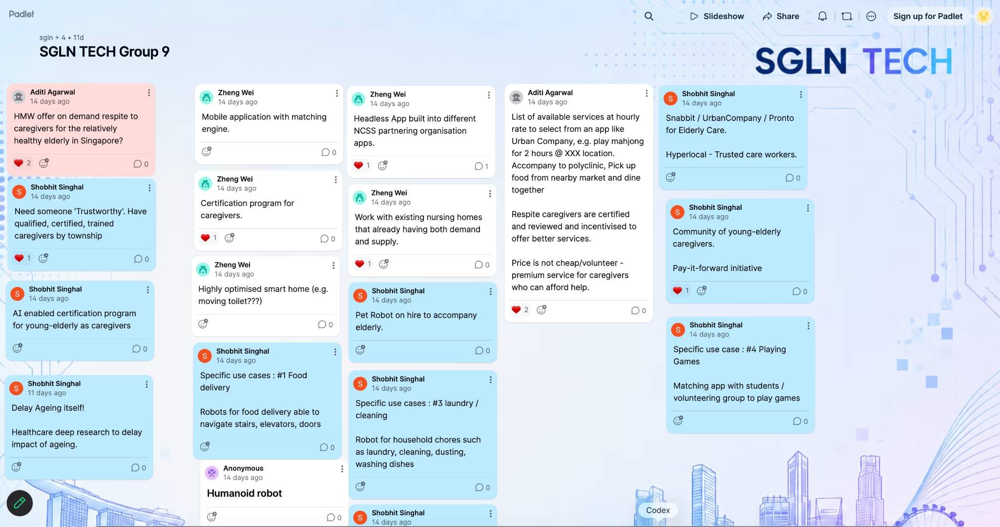 Padlet
Slideshow
Share
Sign up for Padlet
sgln + 4 • 11d
SGLN TECH Group 9
SGLN TECH
Aditi Agarwal
14 days ago
HMW offer on demand respite to
caregivers for the relatively
healthy elderly in Singapore?
2
0
Shobhit Singhal
14 days ago
Need someone 'Trustworthy'. Have
qualified, certified, trained
caregivers by township
1
0
Shobhit Singhal
14 days ago
AI enabled certification program
for young-elderly as caregivers
0
Shobhit Singhal
11 days ago
Delay Ageing itself!
Healthcare deep research to delay
impact of ageing.
0
Zheng Wei
14 days ago
Mobile application with matching
engine.
0
Zheng Wei
14 days ago
Certification program for
caregivers.
1
0
Zheng Wei
14 days ago
Highly optimised smart home (e.g.
moving toilet???)
0
Shobhit Singhal
14 days ago
Specific use cases : #1 Food
delivery
Robots for food delivery able to
navigate stairs, elevators, doors
0
Anonymous
14 days ago
Humanoid robot
0
Zheng Wei
14 days ago
Headless App built into different
NCSS partnering organisation
apps.
1
1
Zheng Wei
14 days ago
Work with existing nursing homes
that already having both demand
and supply.
1
0
Shobhit Singhal
14 days ago
Pet Robot on hire to accompany
elderly.
0
Shobhit Singhal
14 days ago
Specific use cases : #3 laundry /
cleaning
Robot for household chores such
as laundry, cleaning, dusting,
washing dishes
0
Shobhit Singhal
14 days ago
Aditi Agarwal
14 days ago
List of available services at hourly
rate to select from an app like
Urban Company, e.g. play mahjong
for 2 hours @ XXX location.
Accompany to polyclinic, Pick up
food from nearby market and dine
together
Respite caregivers are certified
and reviewed and incentivised to
offer better services.
Price is not cheap/volunteer -
premium service for caregivers
who can afford help.
2
0
Shobhit Singhal
14 days ago
Snabbit / UrbanCompany / Pronto
for Elderly Care.
Hyperlocal - Trusted care workers.
0
Shobhit Singhal
14 days ago
Community of young-elderly
caregivers.
Pay-it-forward initiative
1
0
Shobhit Singhal
14 days ago
Specific use case : #4 Playing
Games
Matching app with students /
volunteering group to play games
0
Codex
S
S
S
S
S
S
S
S
S
S